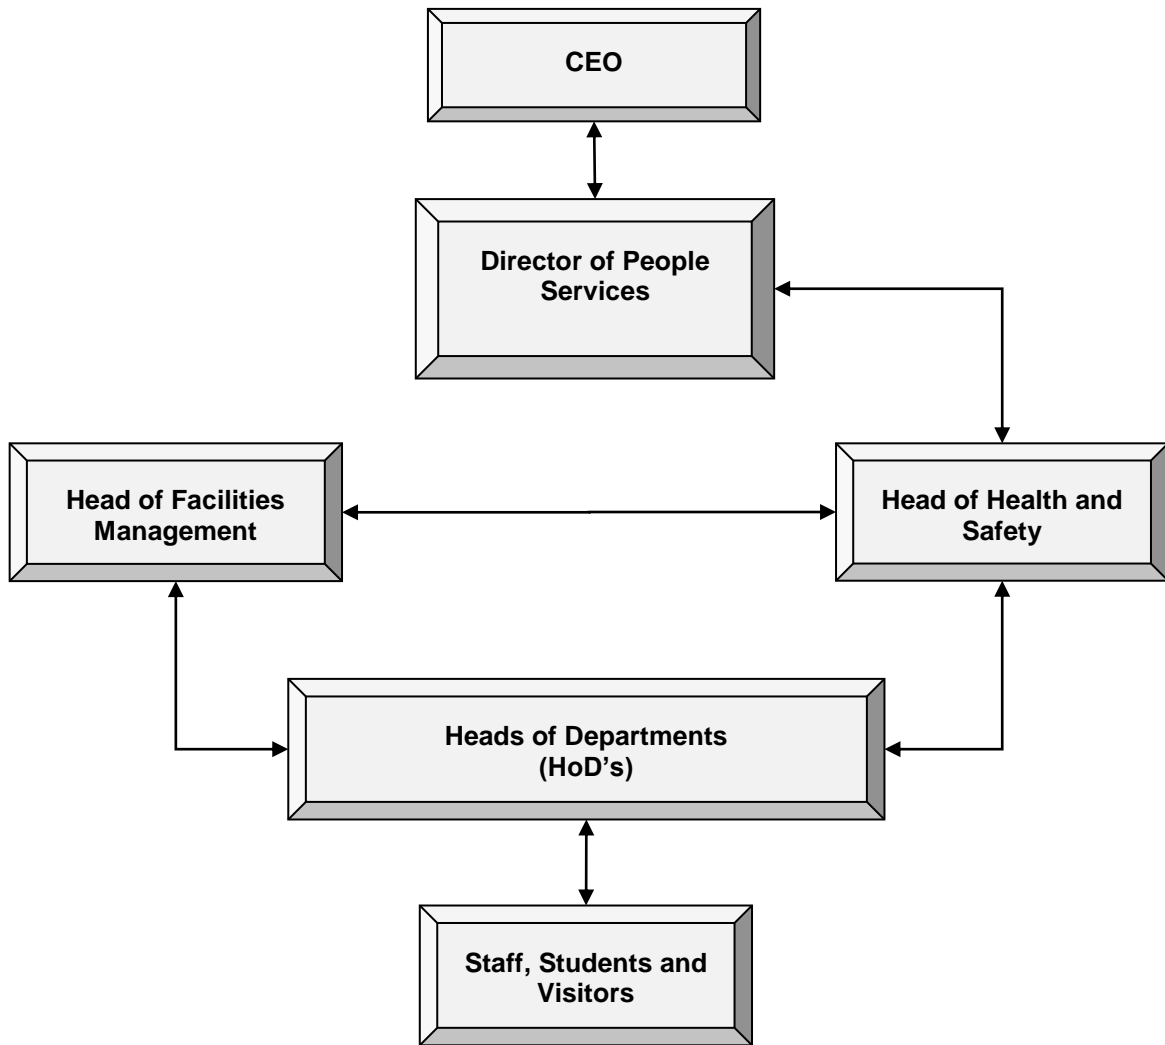 CEO
Director of People
Services
Head of Facilities
Management
Head of Health and
Safety
Heads of Departments
(HoD's)
Staff, Students and
Visitors